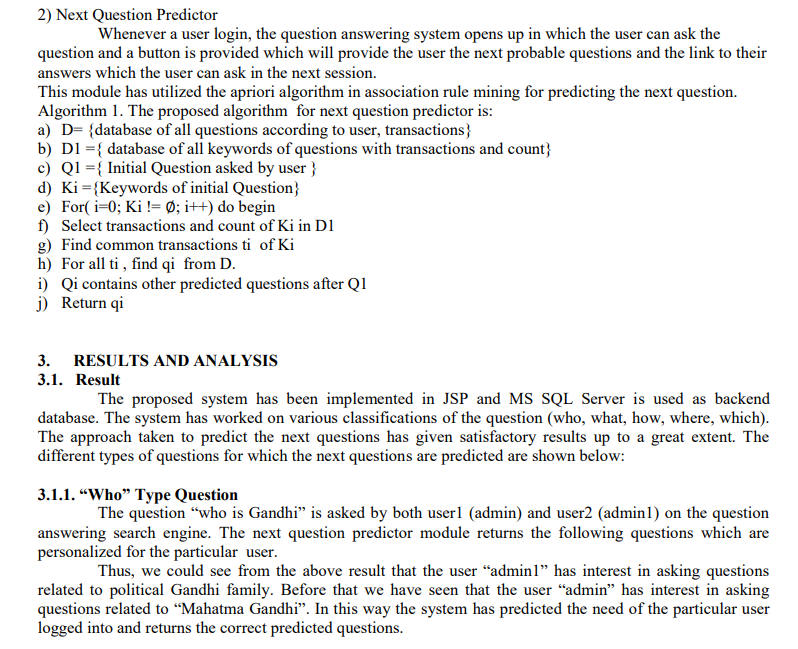 2) Next Question Predictor
Whenever a user login, the question answering system opens up in which the user can ask the
question and a button is provided which will provide the user the next probable questions and the link to their
answers which the user can ask in the next session.
This module has utilized the apriori algorithm in association rule mining for predicting the next question.
Algorithm 1. The proposed algorithm for next question predictor is:
a) D= {database of all questions according to user, transactions}
b) D1 ={ database of all keywords of questions with transactions and count}
c) Q1 ={ Initial Question asked by user }
d) Ki ={Keywords of initial Question}
e) For( i=0; Ki != Ø; i++) do begin
f) Select transactions and count of Ki in D1
g) Find common transactions ti of Ki
h) For all ti , find qi from D.
i) Qi contains other predicted questions after Q1
j) Return qi
3. RESULTS AND ANALYSIS
3.1. Result
The proposed system has been implemented in JSP and MS SQL Server is used as backend
database. The system has worked on various classifications of the question (who, what, how, where, which).
The approach taken to predict the next questions has given satisfactory results up to a great extent. The
different types of questions for which the next questions are predicted are shown below:
3.1.1. “Who” Type Question
The question “who is Gandhi” is asked by both user1 (admin) and user2 (admin1) on the question
answering search engine. The next question predictor module returns the following questions which are
personalized for the particular user.
Thus, we could see from the above result that the user “admin1” has interest in asking questions
related to political Gandhi family. Before that we have seen that the user “admin” has interest in asking
questions related to “Mahatma Gandhi”. In this way the system has predicted the need of the particular user
logged into and returns the correct predicted questions.